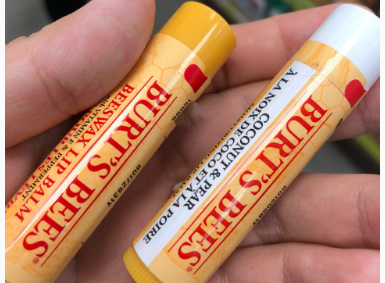 BURT'S BEES®
BEESWAX LIP BALM
BURT'S BEES®
COCONUT & PEAR
À LA NOIX DE COCO ET À LA POIRE